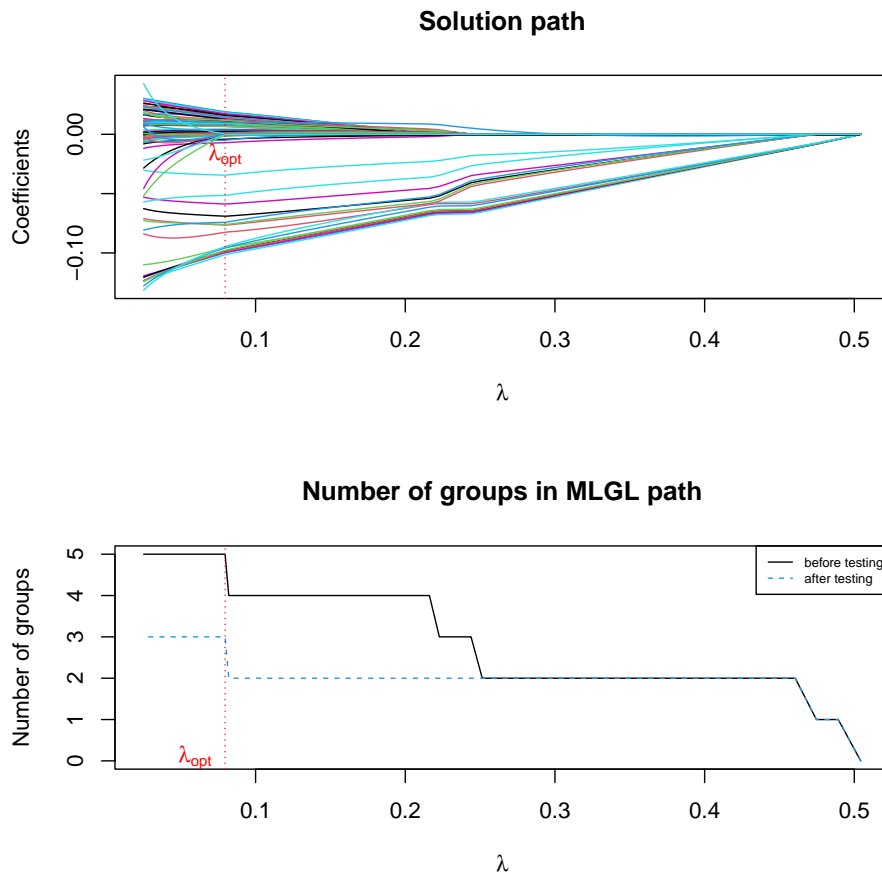 Solution path
Coefficients
0.00
−0.10
λopt
0.1 0.2 0.3 0.4 0.5
λ
Number of groups in MLGL path
Number of groups
5
4
3
2
1
0
before testing
after testing
λopt
0.1 0.2 0.3 0.4 0.5
λ